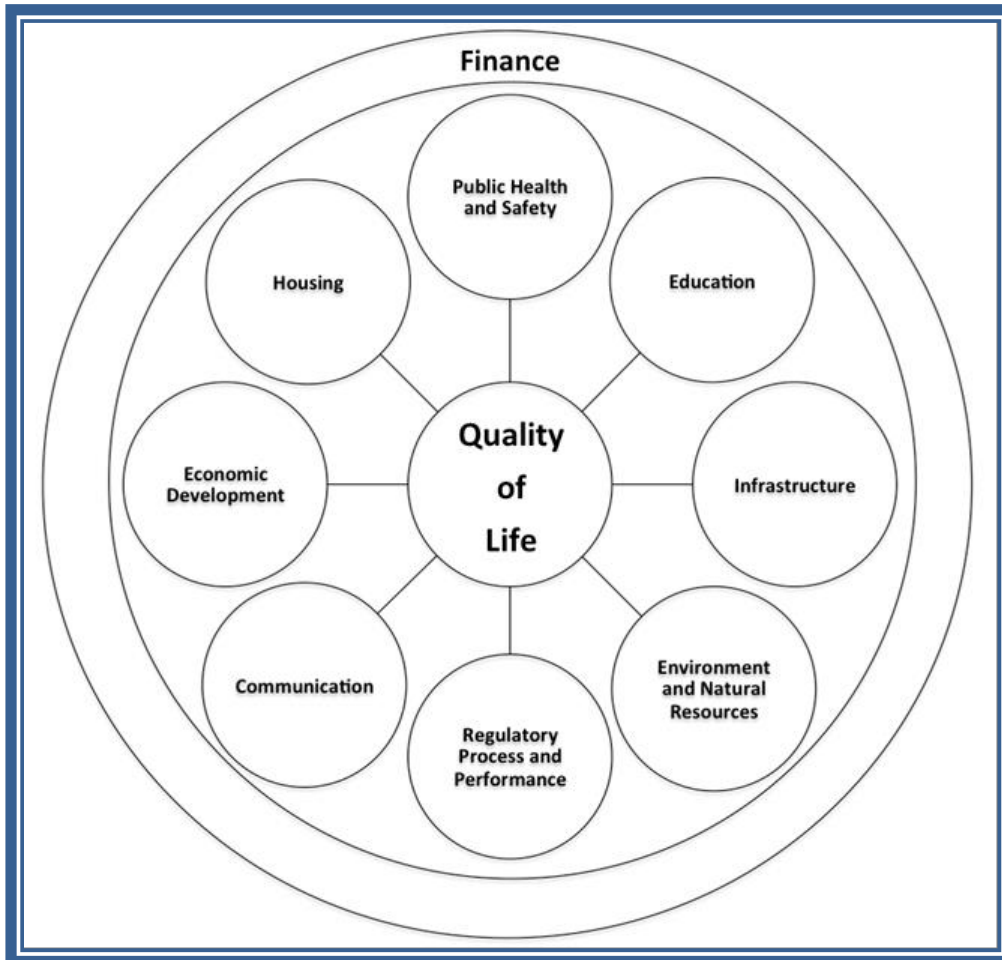 Finance
Public Health
and Safety
Housing
Education
Quality
of
Life
Economic
Development
Infrastructure
Communication
Environment
and Natural
Resources
Regulatory
Process and
Performance